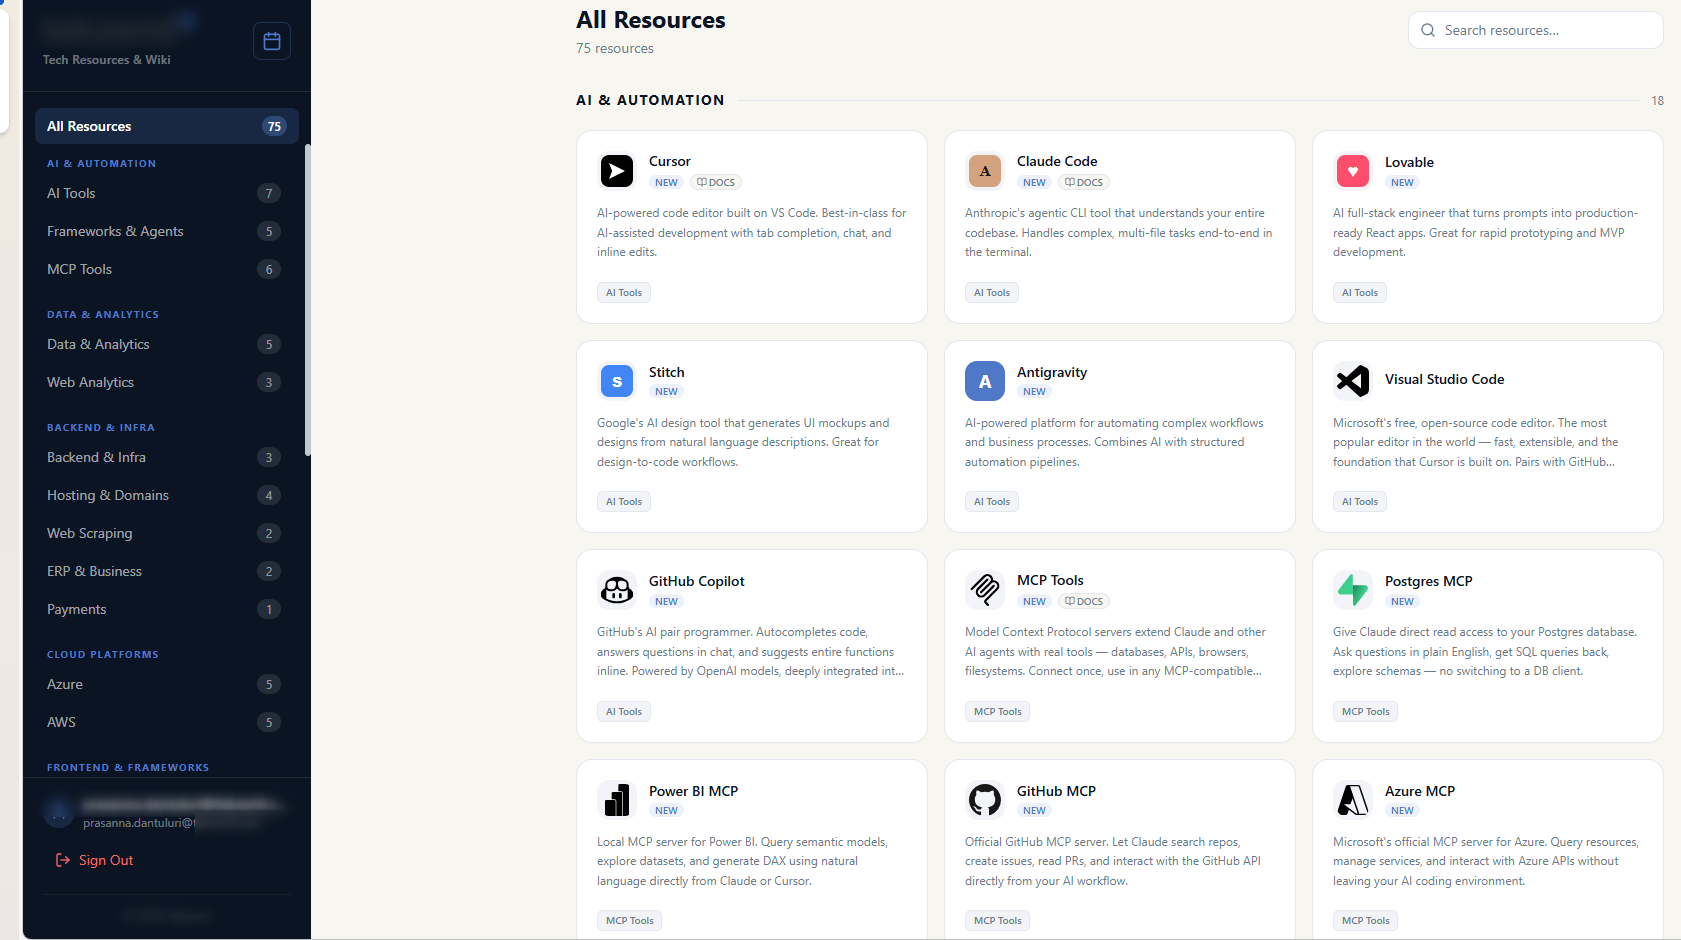 Tech Resources & Wiki
All Resources 75
AI & AUTOMATION
AI Tools 7
Frameworks & Agents 5
MCP Tools 6
DATA & ANALYTICS
Data & Analytics 5
Web Analytics 3
BACKEND & INFRA
Backend & Infra 3
Hosting & Domains 4
Web Scraping 2
ERP & Business 2
Payments 1
CLOUD PLATFORMS
Azure 5
AWS 5
FRONTEND & FRAMEWORKS
prasanna.dantuluri@
Sign Out
All Resources
75 resources
Search resources...
AI & AUTOMATION 18
Cursor
NEW DOCS
AI-powered code editor built on VS Code. Best-in-class for
AI-assisted development with tab completion, chat, and
inline edits.
AI Tools
A
Claude Code
NEW DOCS
Anthropic's agentic CLI tool that understands your entire
codebase. Handles complex, multi-file tasks end-to-end in
the terminal.
AI Tools
Lovable
NEW
AI full-stack engineer that turns prompts into production-
ready React apps. Great for rapid prototyping and MVP
development.
AI Tools
S
Stitch
NEW
Google's AI design tool that generates UI mockups and
designs from natural language descriptions. Great for
design-to-code workflows.
AI Tools
A
Antigravity
NEW
AI-powered platform for automating complex workflows
and business processes. Combines AI with structured
automation pipelines.
AI Tools
Visual Studio Code
Microsoft's free, open-source code editor. The most
popular editor in the world — fast, extensible, and the
foundation that Cursor is built on. Pairs with GitHub...
AI Tools
GitHub Copilot
NEW
GitHub's AI pair programmer. Autocompletes code,
answers questions in chat, and suggests entire functions
inline. Powered by OpenAI models, deeply integrated int...
AI Tools
MCP Tools
NEW DOCS
Model Context Protocol servers extend Claude and other
AI agents with real tools — databases, APIs, browsers,
filesystems. Connect once, use in any MCP-compatible...
MCP Tools
Postgres MCP
NEW
Give Claude direct read access to your Postgres database.
Ask questions in plain English, get SQL queries back,
explore schemas — no switching to a DB client.
MCP Tools
Power BI MCP
NEW
Local MCP server for Power BI. Query semantic models,
explore datasets, and generate DAX using natural
language directly from Claude or Cursor.
MCP Tools
GitHub MCP
NEW
Official GitHub MCP server. Let Claude search repos,
create issues, read PRs, and interact with the GitHub API
directly from your AI workflow.
MCP Tools
Azure MCP
NEW
Microsoft's official MCP server for Azure. Query resources,
manage services, and interact with Azure APIs without
leaving your AI coding environment.
MCP Tools